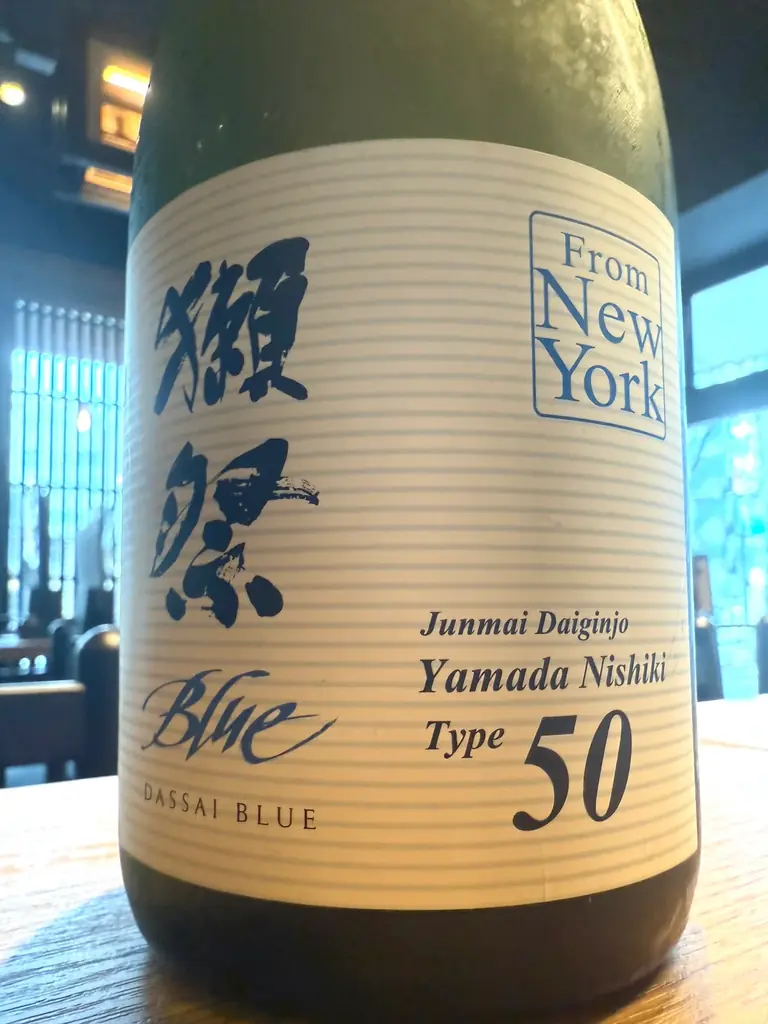 獺祭
Blue
DASSAI BLUE
From
New
York
Junmai Daiginjo
Yamada Nishiki
Type 50